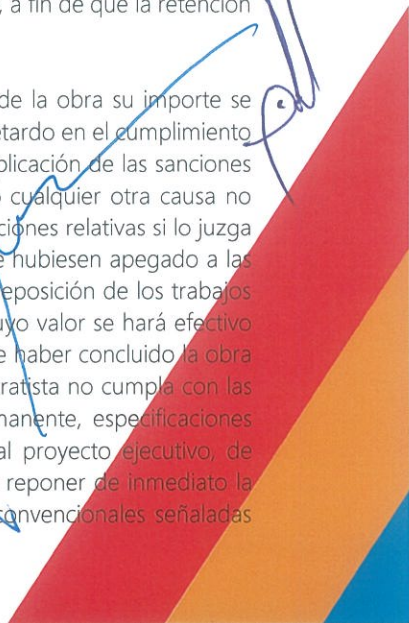 , a fin de que la retención
de la obra su importe se
etardo en el cumplimiento
plicación de las sanciones
o cualquier otra causa no
ciones relativas si lo juzga
e hubiesen apegado a las
eposición de los trabajos
uyo valor se hará efectivo
e haber concluido la obra
ratista no cumpla con las
manente, especificaciones
al proyecto ejecutivo, de
reponer de inmediato la
convencionales señaladas